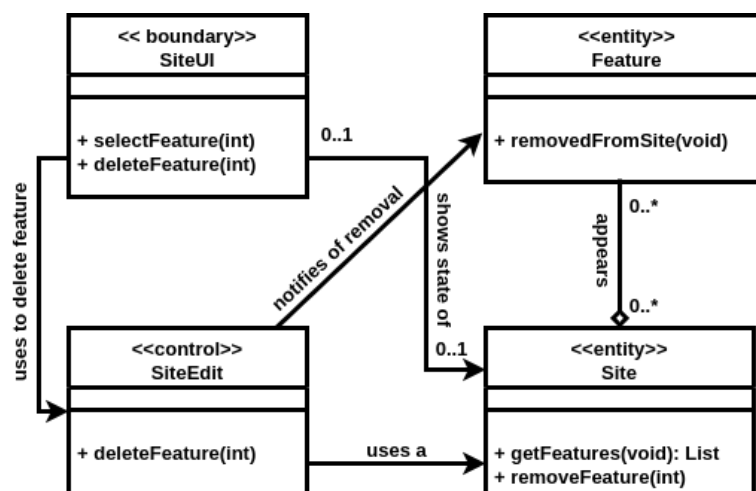 << boundary>>
SiteUI
+ selectFeature(int)
+ deleteFeature(int)
<<entity>>
Feature
+ removedFromSite(void)
0..1
notifies of removal
shows state of
0..*
appears
0..*
uses to delete feature
0..1
<<control>>
SiteEdit
+ deleteFeature(int)
uses a
<<entity>>
Site
+ getFeatures(void): List
+ removeFeature(int)